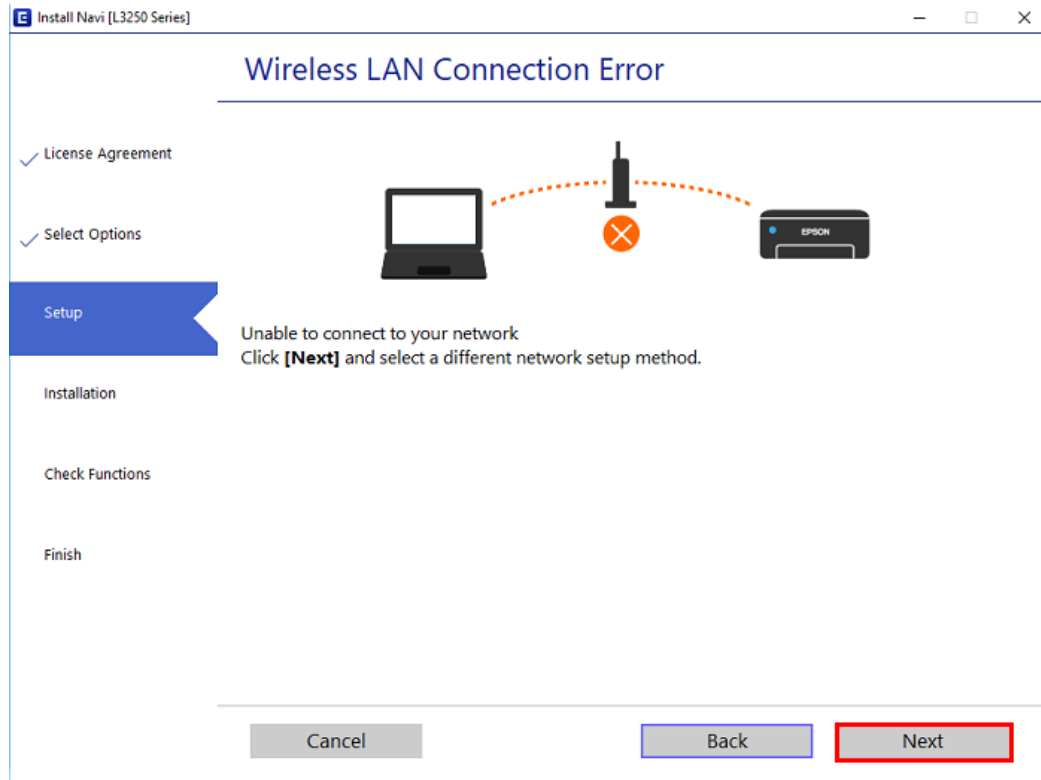 Install Navi [L3250 Series]
Wireless LAN Connection Error
License Agreement
Select Options
Setup
Installation
Check Functions
Finish
EPSON
Unable to connect to your network
Click [Next] and select a different network setup method.
Cancel
Back
Next